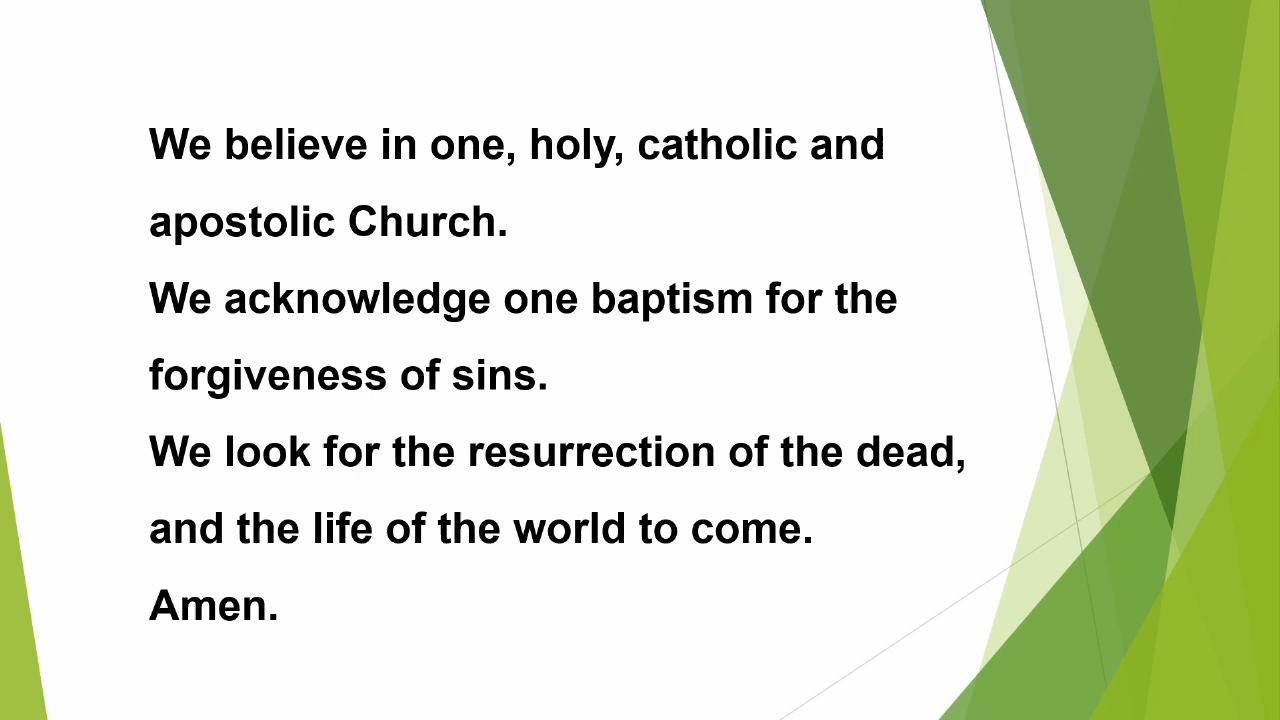 We believe in one, holy, catholic and
apostolic Church.
We acknowledge one baptism for the
forgiveness of sins.
We look for the resurrection of the dead,
and the life of the world to come.
Amen.